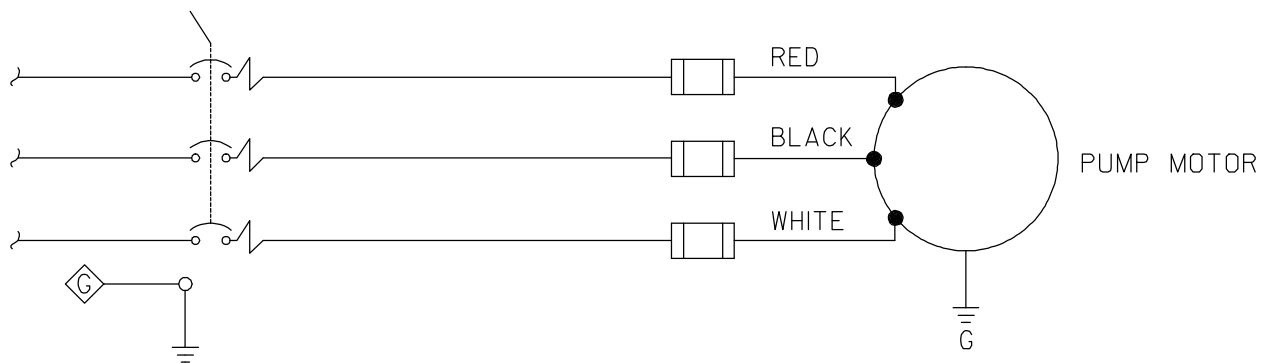 RED
BLACK
PUMP MOTOR
WHITE
G
G